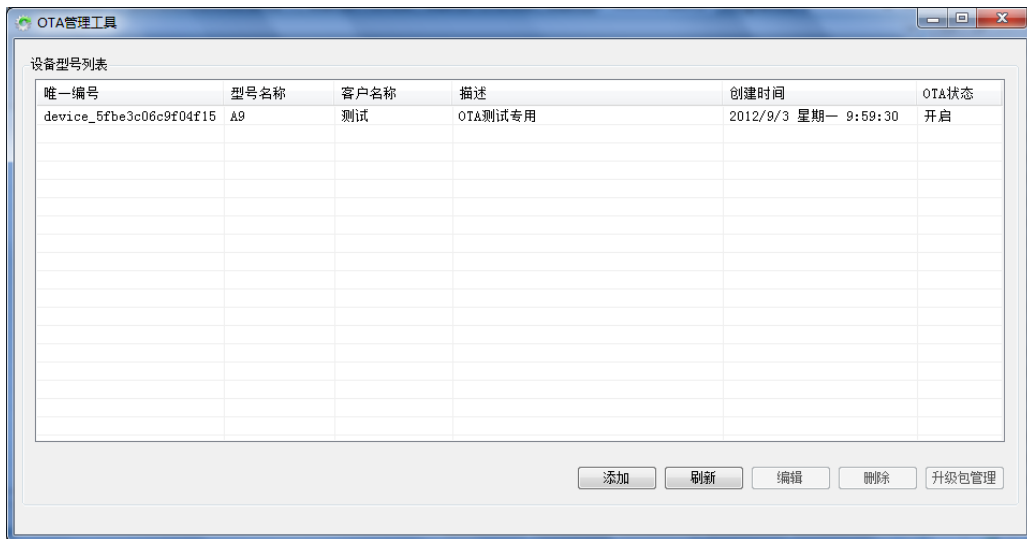 OTA管理工具
设备型号列表
唯一编号 型号名称 客户名称 描述 创建时间 OTA状态
device_5fbe3c06c9f04f15 A9 测试 OTA测试专用 2012/9/3 星期一 9:59:30 开启
添加 刷新 编辑 删除 升级包管理